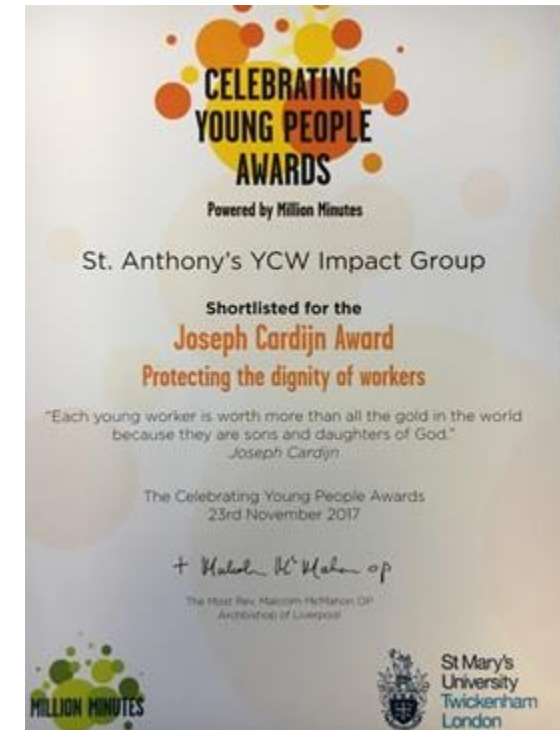 CELEBRATING
YOUNG PEOPLE
AWARDS
Powered by Million Minutes
St. Anthony's YCW Impact Group
Shortlisted for the
Joseph Cardijn Award
Protecting the dignity of workers
"Each young worker is worth more than all the gold in the world
because they are sons and daughters of God."
Joseph Cardijn
The Celebrating Young People Awards
23rd November 2017
+ Malcolm McMahon op
The Most Rev. Malcolm McMahon OP
Archbishop of Liverpool
MILLION MINUTES
St Mary's
University
Twickenham
London